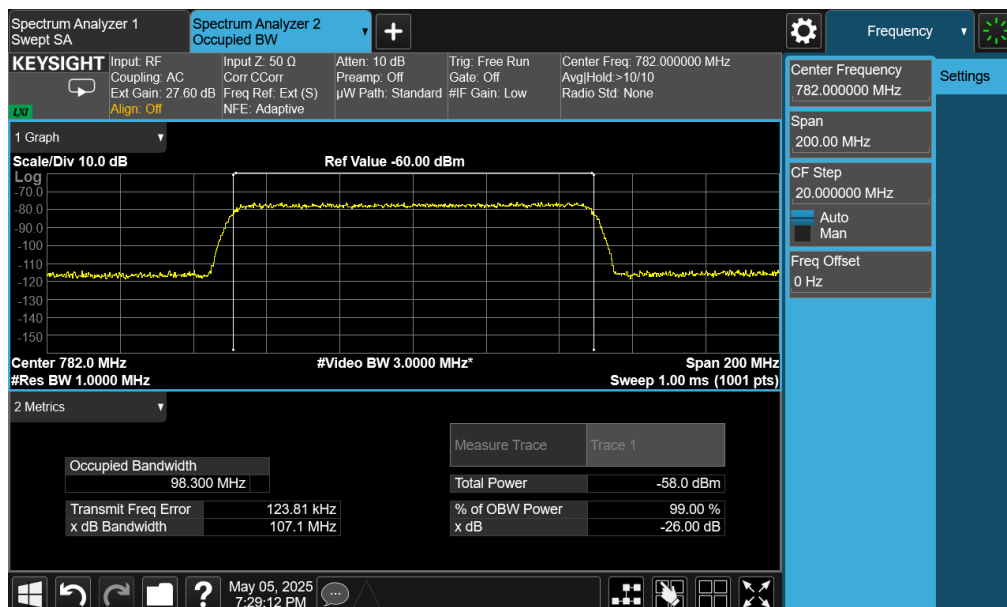 Spectrum Analyzer 1
Swept SA
Spectrum Analyzer 2
Occupied BW
Frequency
KEYSIGHT
LXI
Input: RF
Coupling: AC
Ext Gain: 27.60 dB
Align: Off
Input Z: 50 Ω
Corr CCorr
Freq Ref: Ext (S)
NFE: Adaptive
Atten: 10 dB
Preamp: Off
µW Path: Standard
Trig: Free Run
Gate: Off
#IF Gain: Low
Center Freq: 782.000000 MHz
Avg|Hold:>10/10
Radio Std: None
Center Frequency
782.000000 MHz
Settings
Span
200.00 MHz
CF Step
20.000000 MHz
Auto
Man
Freq Offset
0 Hz
1 Graph
Scale/Div 10.0 dB
Ref Value -60.00 dBm
Log
-70.0
-80.0
-90.0
-100
-110
-120
-130
-140
-150
Center 782.0 MHz
#Video BW 3.0000 MHz*
Span 200 MHz
#Res BW 1.0000 MHz
Sweep 1.00 ms (1001 pts)
2 Metrics
Measure Trace
Trace 1
Occupied Bandwidth
98.300 MHz
Total Power
-58.0 dBm
Transmit Freq Error
123.81 kHz
% of OBW Power
99.00 %
x dB Bandwidth
107.1 MHz
x dB
-26.00 dB
?
May 05, 2025
7:29:12 PM